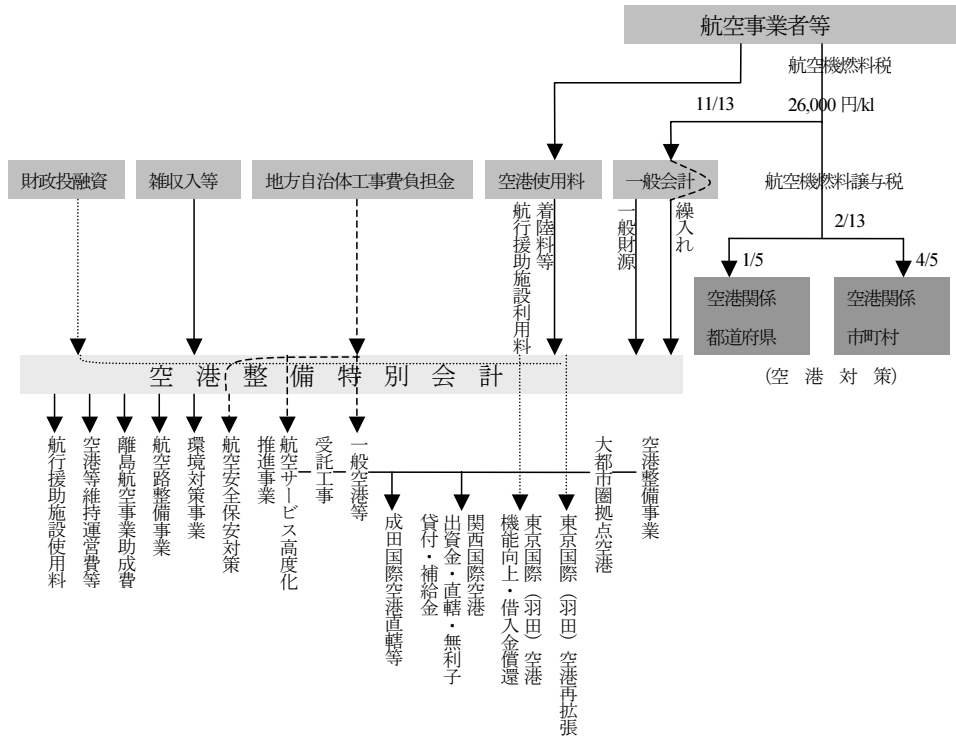 航空事業者等
航空機燃料税
11/13
26,000 円/kl
財政投融資
雑収入等
地方自治体工事費負担金
空港使用料
一般会計
航空機燃料譲与税
着陸料等
航行援助施設利用料
一般財源
繰入れ
2/13
1/5
4/5
空港関係
都道府県
空港関係
市町村
(空 港 対 策)
空 港 整 備 特 別 会 計
航行援助施設使用料
空港等維持運営費等
離島航空事業助成費
航空路整備事業
環境対策事業
航空安全保安対策
航空サービス高度化
推進事業
受託工事
一般空港等
大都市圏拠点空港
空港整備事業
成田国際空港直轄等
関西国際空港
出資金・直轄・無利子
貸付・補給金
東京国際（羽田）空港
機能向上・借入金償還
東京国際（羽田）空港再拡張